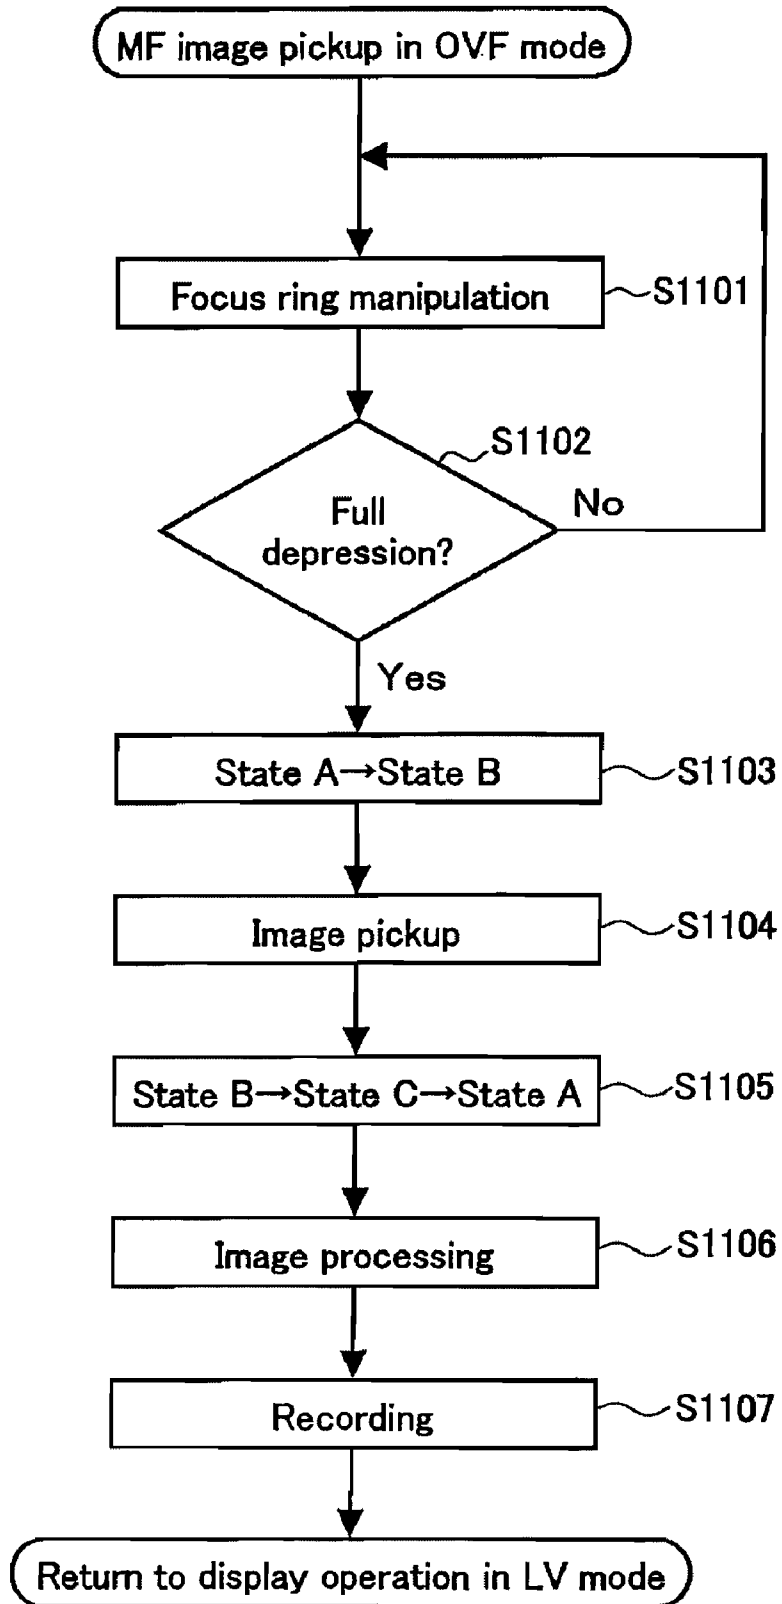 MF image pickup in OVF mode
Focus ring manipulation
S1101
S1102
No
Full
depression?
Yes
State A→State B
S1103
Image pickup
S1104
State B→State C→State A
S1105
Image processing
S1106
Recording
S1107
Return to display operation in LV mode